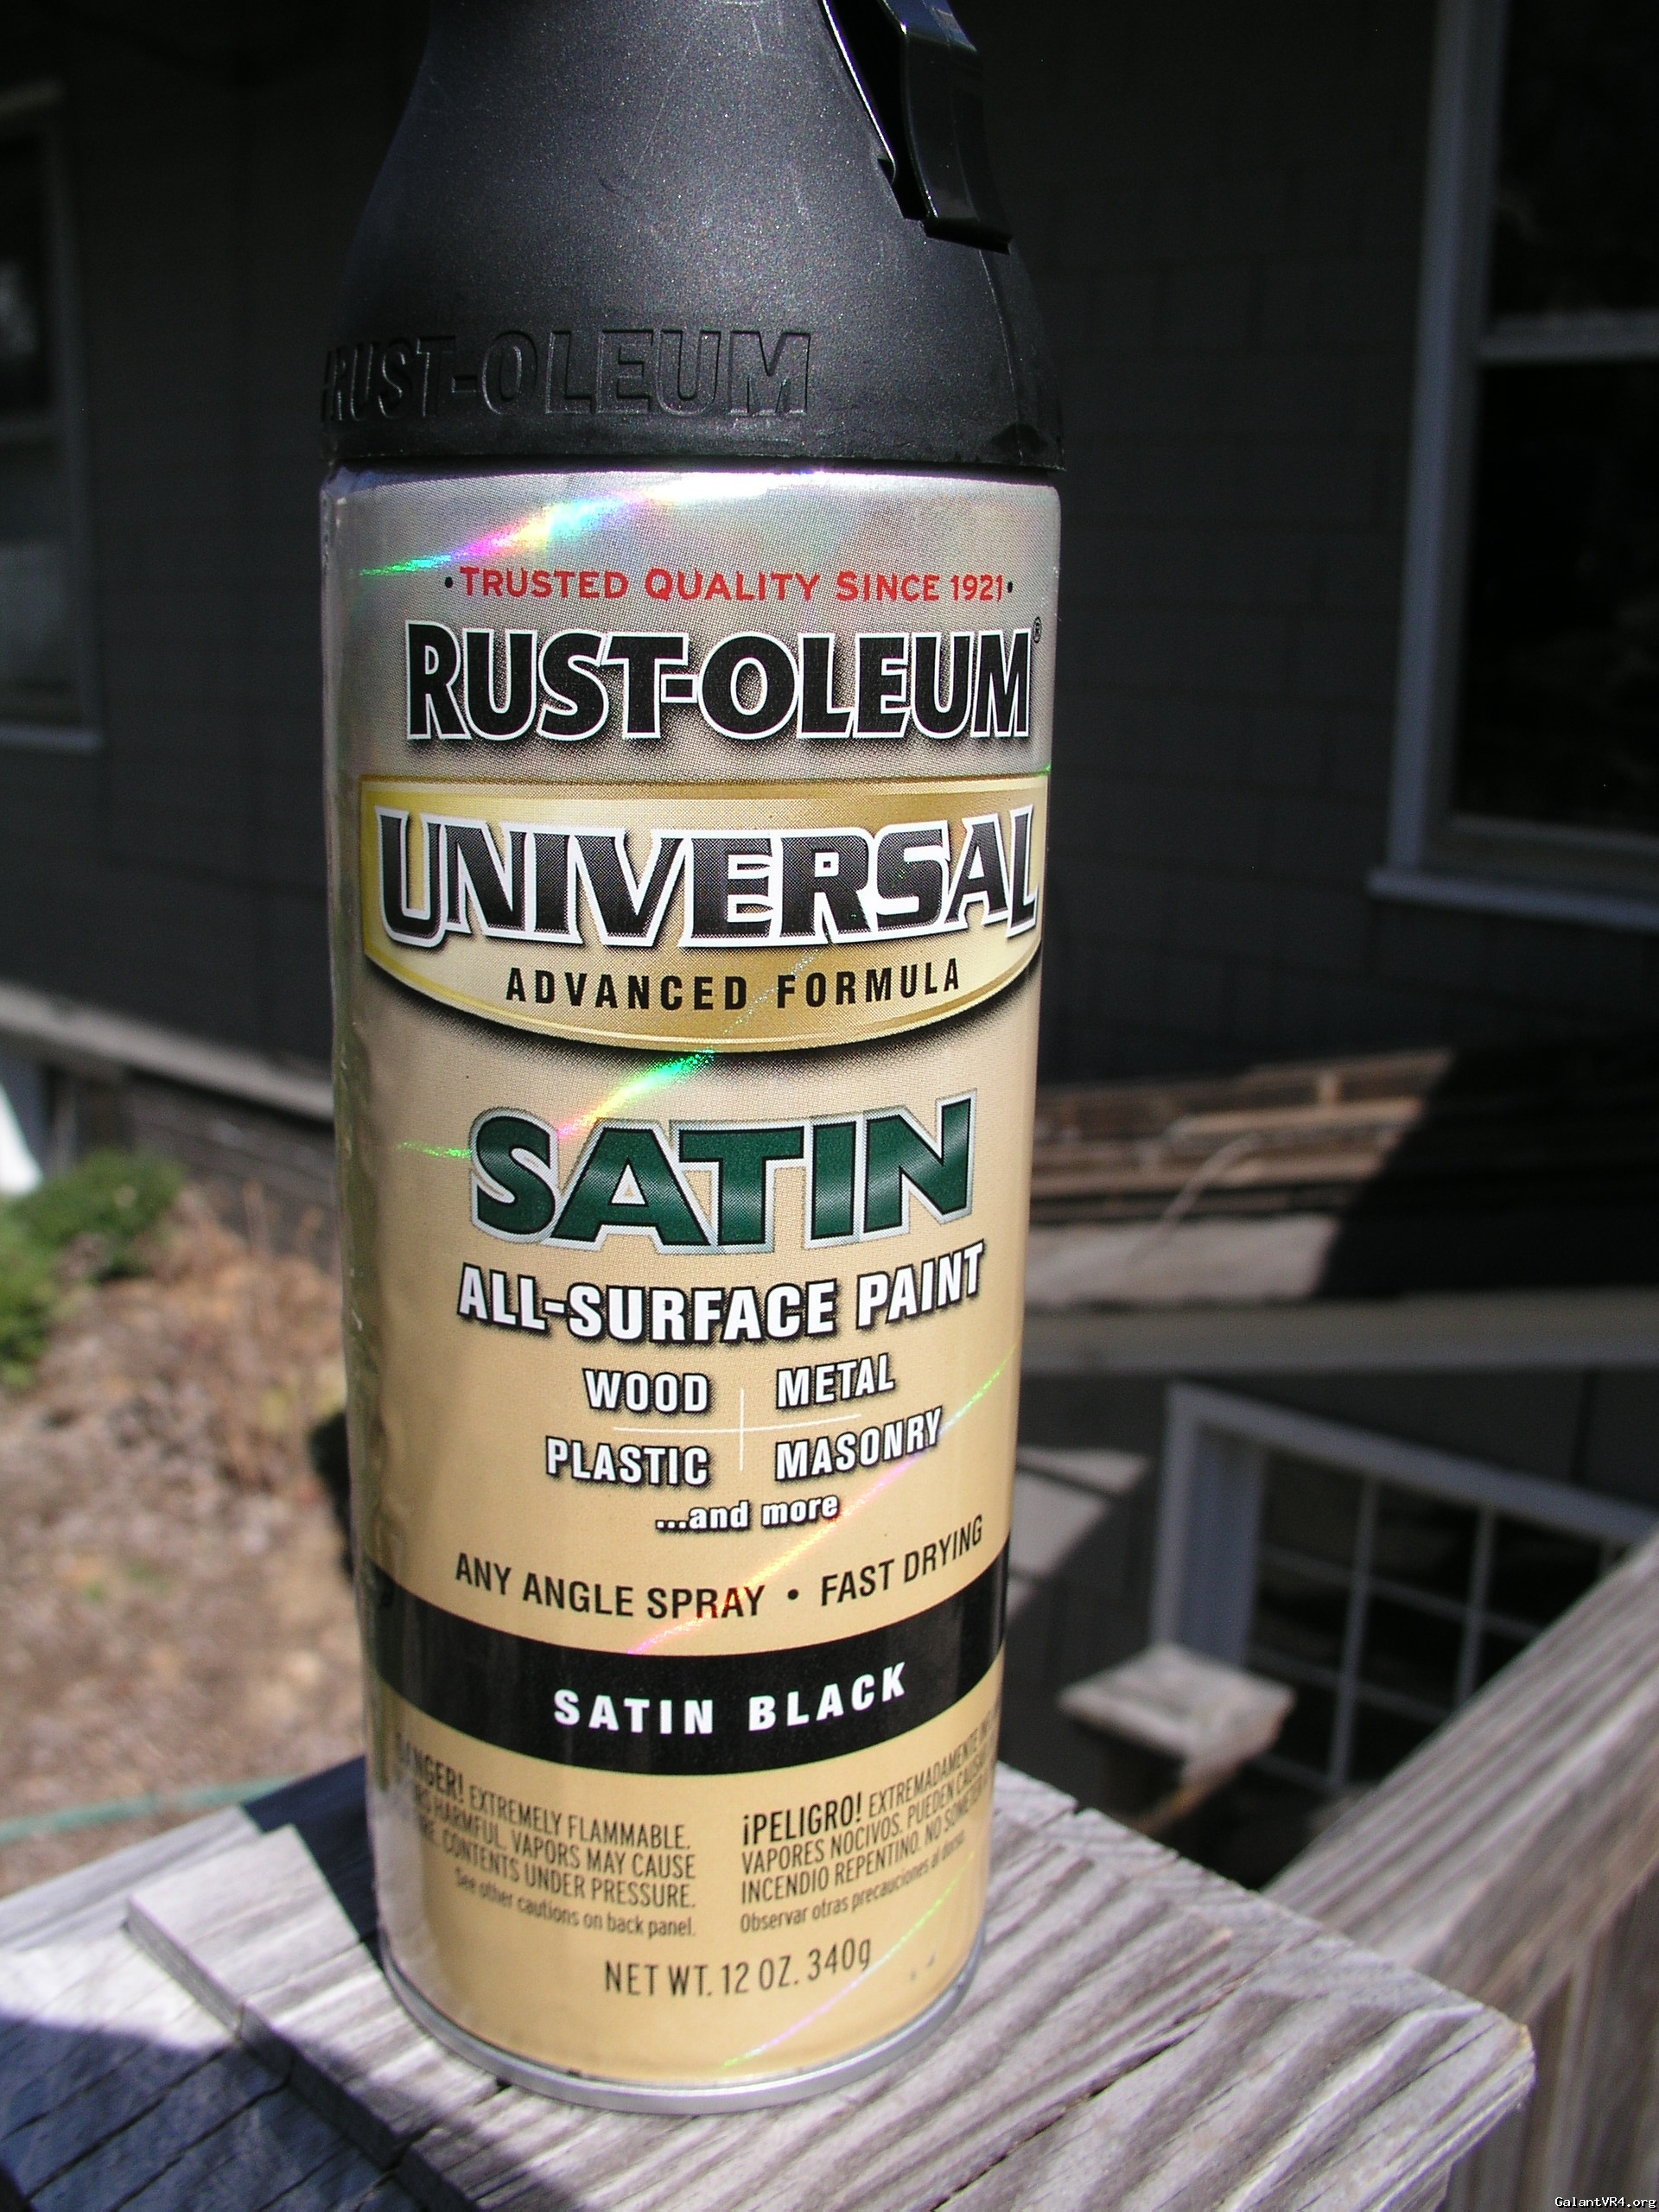 RUST-OLEUM
•TRUSTED QUALITY SINCE 1921•
RUST-OLEUM®
UNIVERSAL
ADVANCED FORMULA
SATIN
ALL-SURFACE PAINT
WOOD METAL
PLASTIC MASONRY
...and more
ANY ANGLE SPRAY • FAST DRYING
SATIN BLACK
DANGER! EXTREMELY FLAMMABLE.
HARMFUL. VAPORS MAY CAUSE
CONTENTS UNDER PRESSURE.
See other cautions on back panel.
¡PELIGRO! EXTREMADAMENTE
VAPORES NOCIVOS. PUEDEN CAUSAR
INCENDIO REPENTINO. NO
Observar otras precauciones al dorso.
NET WT. 12 OZ. 340g
GalantVR4.org